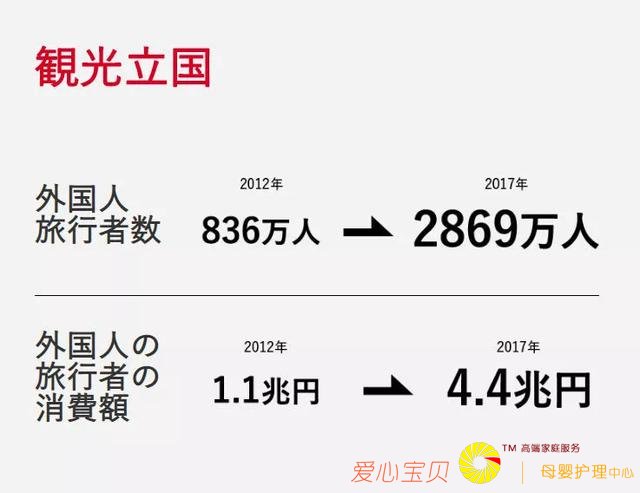 観光立国
2012年
2017年
外国人
旅行者数
836万人
2869万人
外国人の
旅行者の
消費額
2012年
2017年
1.1兆円
4.4兆円
爱心宝贝
TM 高端家庭服务
母婴护理中心